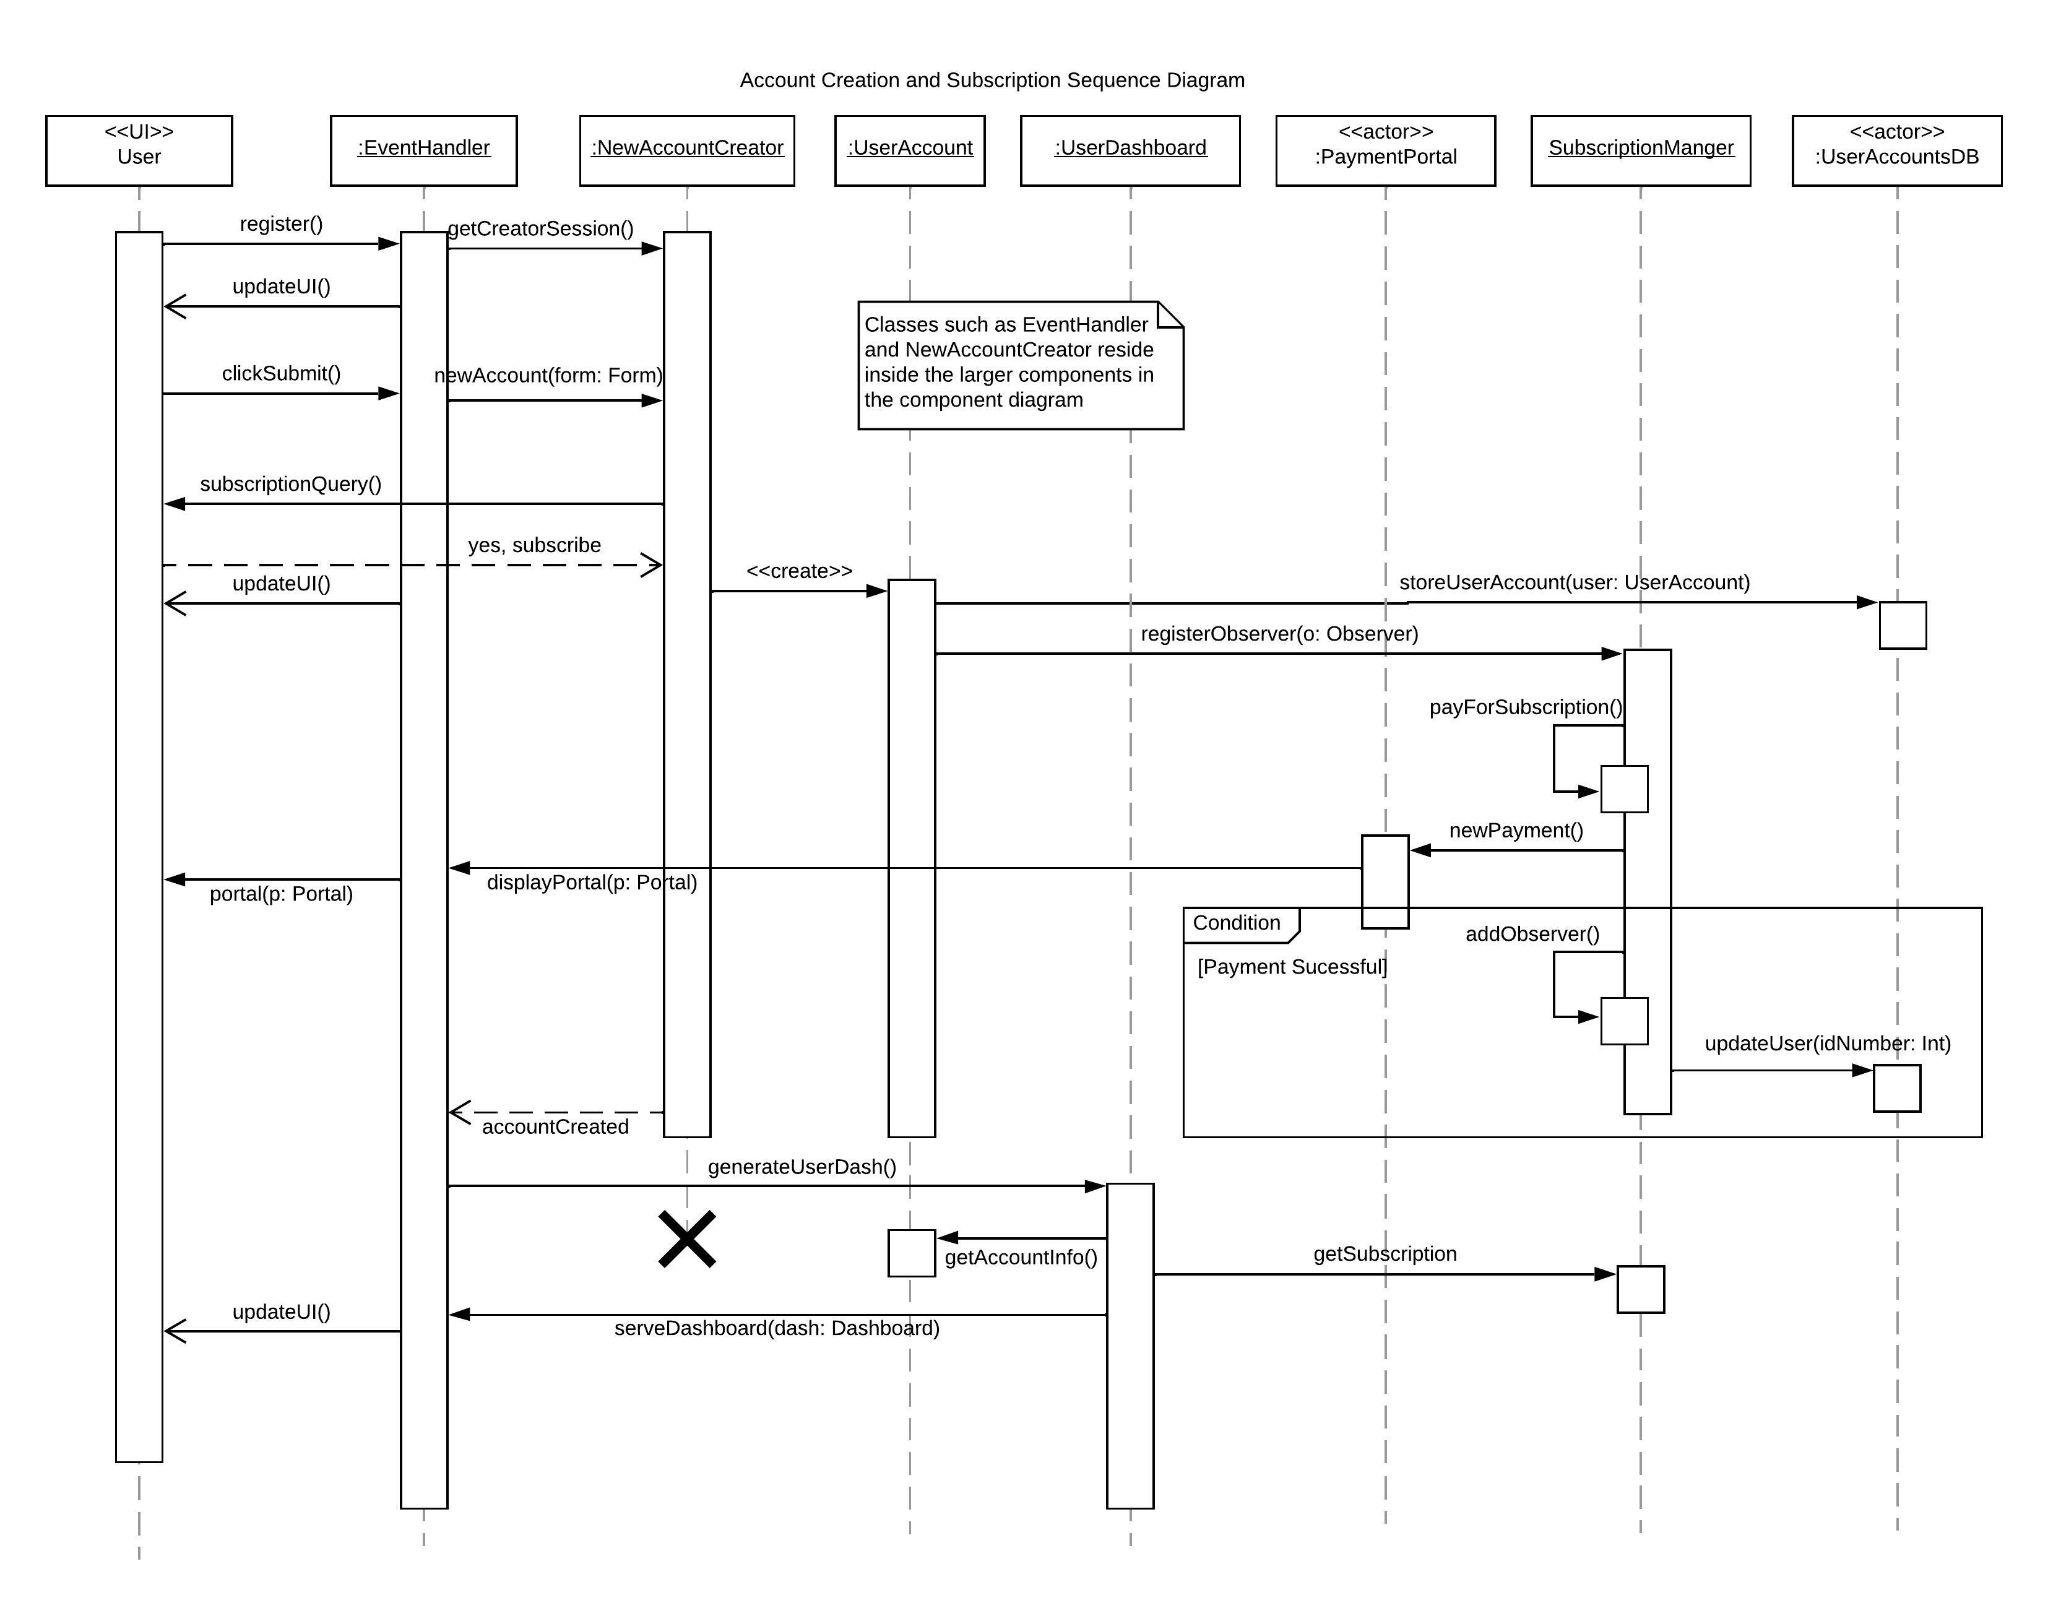 Account Creation and Subscription Sequence Diagram
<<UI>>
User
:EventHandler
:NewAccountCreator
:UserAccount
:UserDashboard
<<actor>>
:PaymentPortal
SubscriptionManger
<<actor>>
:UserAccountsDB
register()
getCreatorSession()
updateUI()
Classes such as EventHandler
and NewAccountCreator reside
inside the larger components in
the component diagram
clickSubmit()
newAccount(form: Form)
subscriptionQuery()
yes, subscribe
<<create>>
updateUI()
storeUserAccount(user: UserAccount)
registerObserver(o: Observer)
payForSubscription()
newPayment()
displayPortal(p: Portal)
portal(p: Portal)
Condition
addObserver()
[Payment Sucessful]
updateUser(idNumber: Int)
accountCreated
generateUserDash()
getAccountInfo()
getSubscription
updateUI()
serveDashboard(dash: Dashboard)